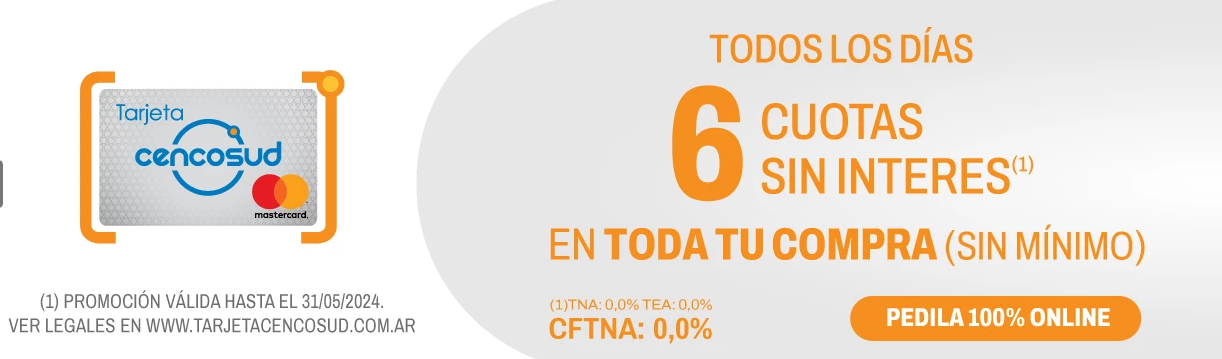 Tarjeta
cencosud
mastercard.
(1) PROMOCIÓN VÁLIDA HASTA EL 31/05/2024.
VER LEGALES EN WWW.TARJETACENCOSUD.COM.AR
TODOS LOS DÍAS
6 CUOTAS
SIN INTERES(1)
EN TODA TU COMPRA (SIN MÍNIMO)
(1)TNA: 0,0% TEA: 0,0%
CFTNA: 0,0%
PEDILA 100% ONLINE